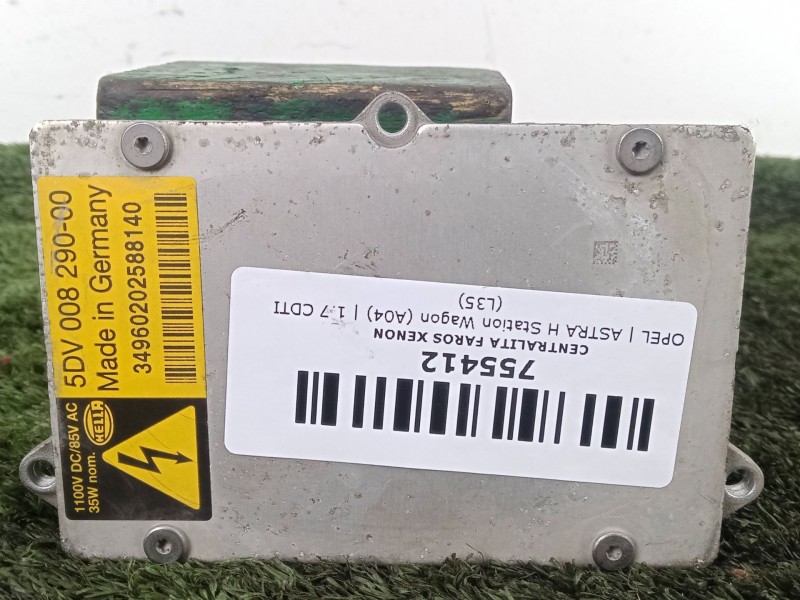 5DV 008 290-00
Made in Germany
34960202588140
1100V DC/85V AC
35W nom.
HELLA
755412
CENTRALITA FAROS XENON
OPEL | ASTRA H Station Wagon (A04) | 1.7 CDTI
(L35)